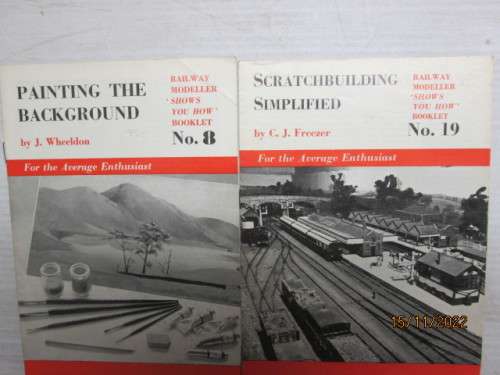 PAINTING THE
BACKGROUND
by J. Wheeldon
RAILWAY
MODELLER
'SHOWS
YOU HOW'
BOOKLET
No. 8
For the Average Enthusiast
SCRATCHBUILDING
SIMPLIFIED
by C. J. Freezer
RAILWAY
MODELLER
'SHOWS
YOU HOW'
BOOKLET
No. 19
For the Average Enthusiast
15/11/2022